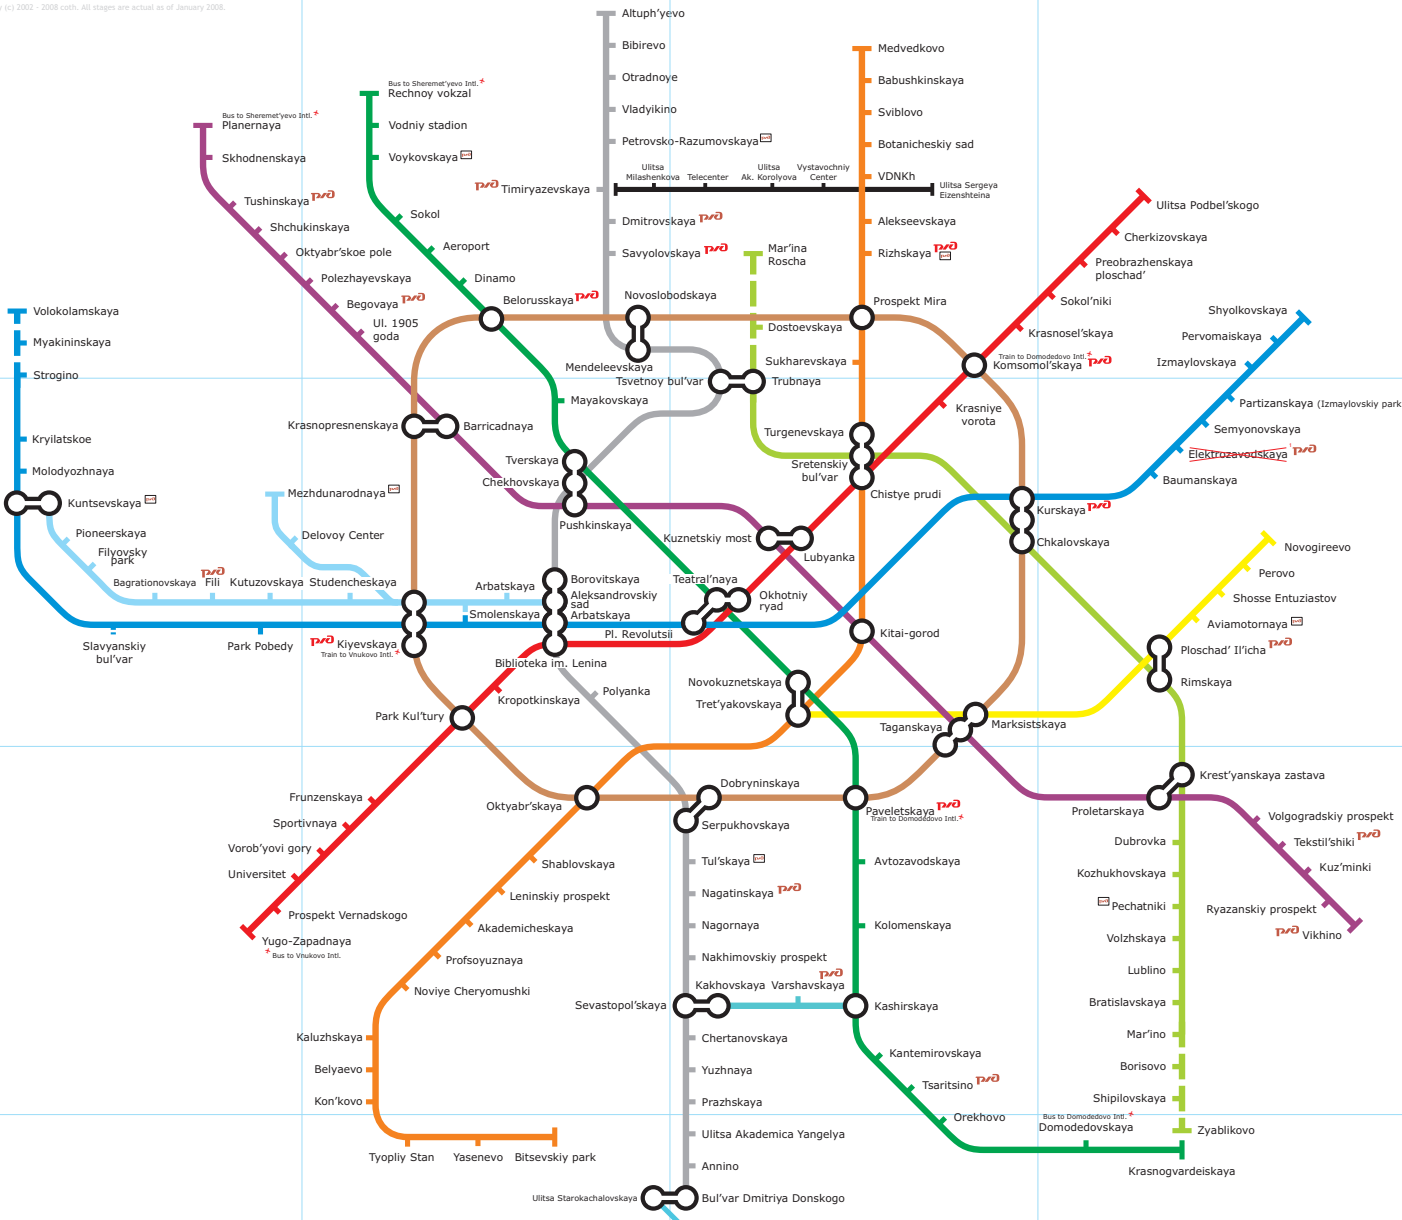 y (c) 2002 - 2008 coth. All stages are actual as of January 2008.
Altuph'yevo
Bibirevo
Otradnoye
Vladyikino
Petrovsko-Razumovskaya
Timiryazevskaya
Dmitrovskaya
Savyolovskaya
Novoslobodskaya
Mendeleevskaya
Tsvetnoy bul'var
Medvedkovo
Babushkinskaya
Sviblovo
Botanicheskiy sad
VDNKh
Alekseevskaya
Rizhskaya
Prospekt Mira
Sukharevskaya
Turgenevskaya
Sretenskiy
bul'var
Chistye prudi
Ulitsa
Milashenkova
Telecenter
Ulitsa
Ak. Korolyova
Vystavochniy
Center
Ulitsa Sergeya
Eizenshteina
Bus to Sheremet'yevo Intl.
Rechnoy vokzal
Vodniy stadion
Voykovskaya
Sokol
Aeroport
Dinamo
Belorusskaya
Mayakovskaya
Tverskaya
Chekhovskaya
Pushkinskaya
Bus to Sheremet'yevo Intl.
Planernaya
Skhodnenskaya
Tushinskaya
Shchukinskaya
Oktyabr'skoe pole
Polezhayevskaya
Begovaya
Ul. 1905
goda
Krasnopresnenskaya
Barricadnaya
Mar'ina
Roscha
Dostoevskaya
Trubnaya
Ulitsa Podbel'skogo
Cherkizovskaya
Preobrazhenskaya
ploschad'
Sokol'niki
Krasnosel'skaya
Train to Domodedovo Intl.
Komsomol'skaya
Krasniye
vorota
Shyolkovskaya
Pervomaiskaya
Izmaylovskaya
Partizanskaya (Izmaylovskiy park
Semyonovskaya
Elektrozavodskaya
Baumanskaya
Kurskaya
Chkalovskaya
Volokolamskaya
Myakininskaya
Strogino
Kryilatskoe
Molodyozhnaya
Kuntsevskaya
Pioneerskaya
Filyovsky
park
Bagrationovskaya
Fili
Kutuzovskaya
Studencheskaya
Mezhdunarodnaya
Delovoy Center
Slavyanskiy
bul'var
Park Pobedy
Kiyevskaya
Train to Vnukovo Intl.
Arbatskaya
Smolenskaya
Borovitskaya
Aleksandrovskiy
sad
Arbatskaya
Biblioteka im. Lenina
Kuznetskiy most
Lubyanka
Teatral'naya
Okhotniy
ryad
Pl. Revolutsii
Kitai-gorod
Novogireevo
Perovo
Shosse Entuziastov
Aviamotornaya
Ploschad' Il'icha
Rimskaya
Novokuznetskaya
Tret'yakovskaya
Taganskaya
Marksistskaya
Polyanka
Kropotkinskaya
Park Kul'tury
Frunzenskaya
Sportivnaya
Vorob'yovi gory
Universitet
Prospekt Vernadskogo
Yugo-Zapadnaya
Bus to Vnukovo Intl.
Oktyabr'skaya
Dobryninskaya
Serpukhovskaya
Paveletskaya
Train to Domodedovo Intl.
Krest'yanskaya zastava
Proletarskaya
Volgogradskiy prospekt
Tekstil'shiki
Kuz'minki
Ryazanskiy prospekt
Vikhino
Shablovskaya
Leninskiy prospekt
Akademicheskaya
Profsoyuznaya
Noviye Cheryomushki
Kaluzhskaya
Belyaevo
Kon'kovo
Tyopliy Stan
Yasenevo
Bitsevskiy park
Tul'skaya
Nagatinskaya
Nagornaya
Nakhimovskiy prospekt
Sevastopol'skaya
Kakhovskaya
Varshavskaya
Kashirskaya
Chertanovskaya
Yuzhnaya
Prazhskaya
Ulitsa Akademica Yangelya
Annino
Ulitsa Starokachalovskaya
Bul'var Dmitriya Donskogo
Avtozavodskaya
Kolomenskaya
Kantemirovskaya
Tsaritsino
Orekhovo
Bus to Domodedovo Intl.
Domodedovskaya
Krasnogvardeiskaya
Dubrovka
Kozhukhovskaya
Pechatniki
Volzhskaya
Lublino
Bratislavskaya
Mar'ino
Borisovo
Shipilovskaya
Zyablikovo